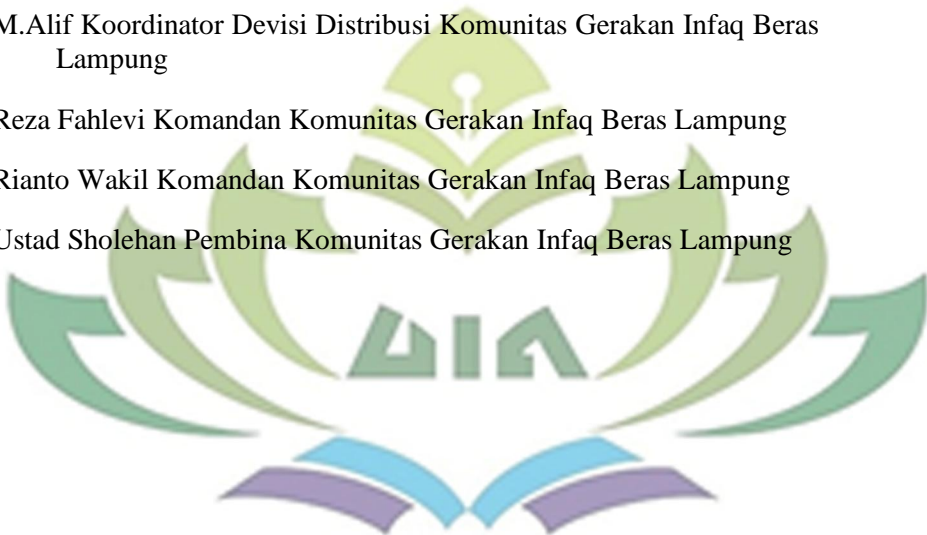 M.Alif Koordinator Devisi Distribusi Komunitas Gerakan Infaq Beras
Lampung
Reza Fahlevi Komandan Komunitas Gerakan Infaq Beras Lampung
Rianto Wakil Komandan Komunitas Gerakan Infaq Beras Lampung
Ustad Sholehan Pembina Komunitas Gerakan Infaq Beras Lampung
UIN